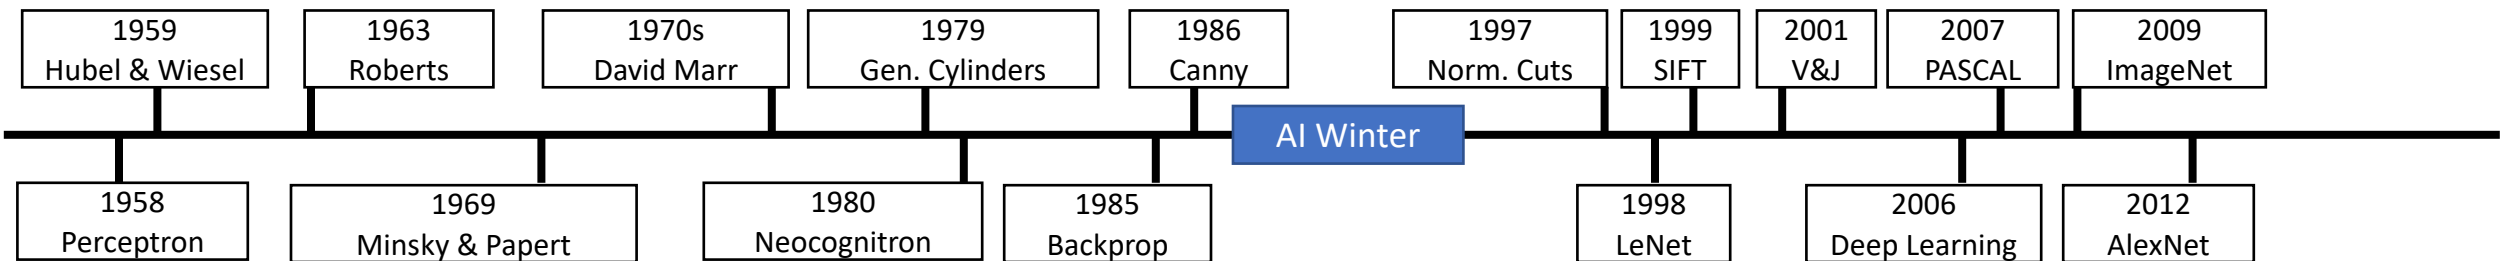 1959
Hubel & Wiesel
1963
Roberts
1970s
David Marr
1979
Gen. Cylinders
1986
Canny
1997
Norm. Cuts
1999
SIFT
2001
V&J
2007
PASCAL
2009
ImageNet
AI Winter
1958
Perceptron
1969
Minsky & Papert
1980
Neocognitron
1985
Backprop
1998
LeNet
2006
Deep Learning
2012
AlexNet